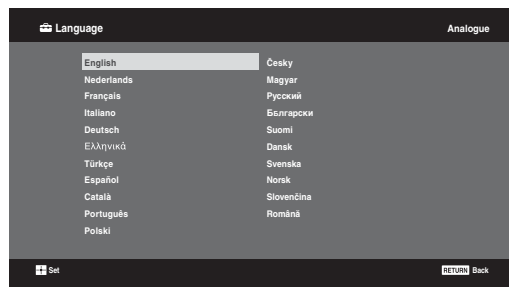 Language
Analogue
English
Nederlands
Français
Italiano
Deutsch
Ελληνικά
Türkçe
Español
Català
Português
Polski
Česky
Magyar
Русский
Български
Suomi
Dansk
Svenska
Norsk
Slovenčina
Română
Set
RETURN Back